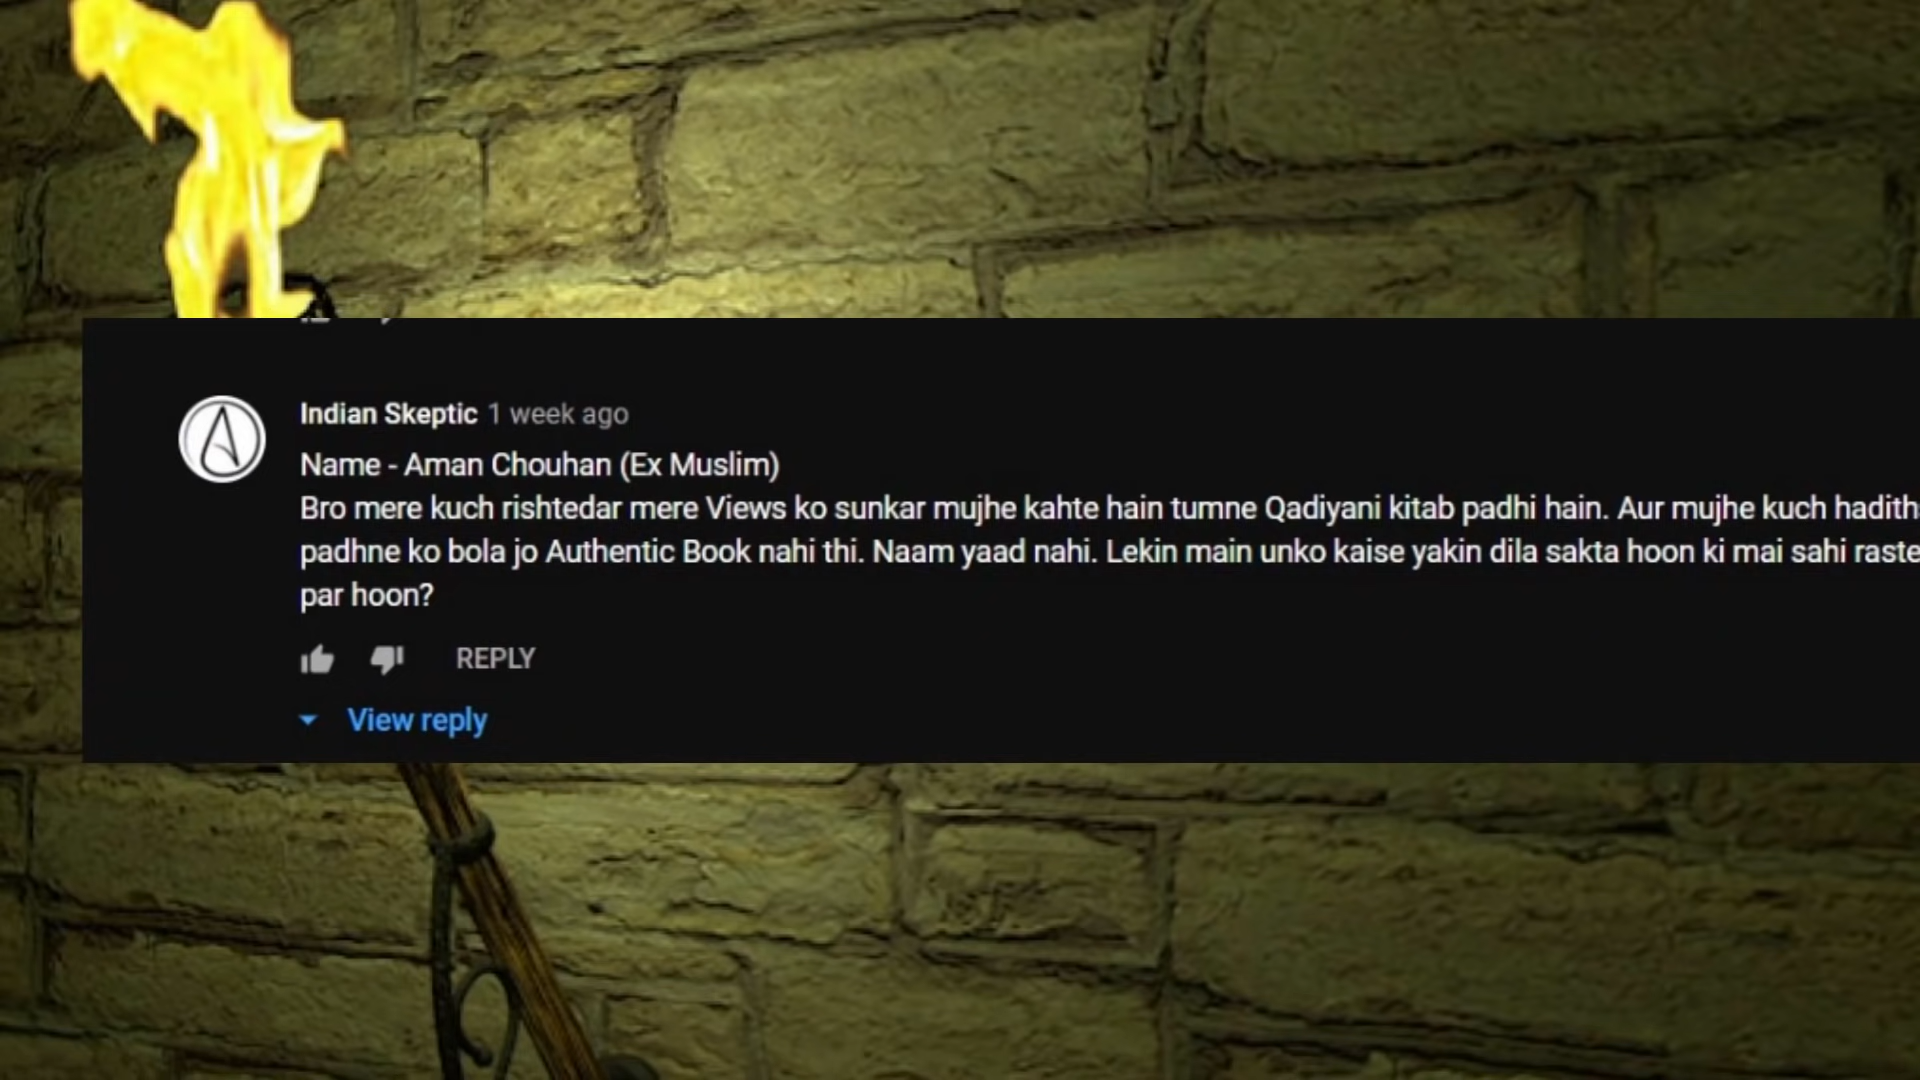 Indian Skeptic 1 week ago
Name - Aman Chouhan (Ex Muslim)
Bro mere kuch rishtedar mere Views ko sunkar mujhe kahte hain tumne Qadiyani kitab padhi hain. Aur mujhe kuch hadiths
padhne ko bola jo Authentic Book nahi thi. Naam yaad nahi. Lekin main unko kaise yakin dila sakta hoon ki mai sahi raste
par hoon?
REPLY
View reply